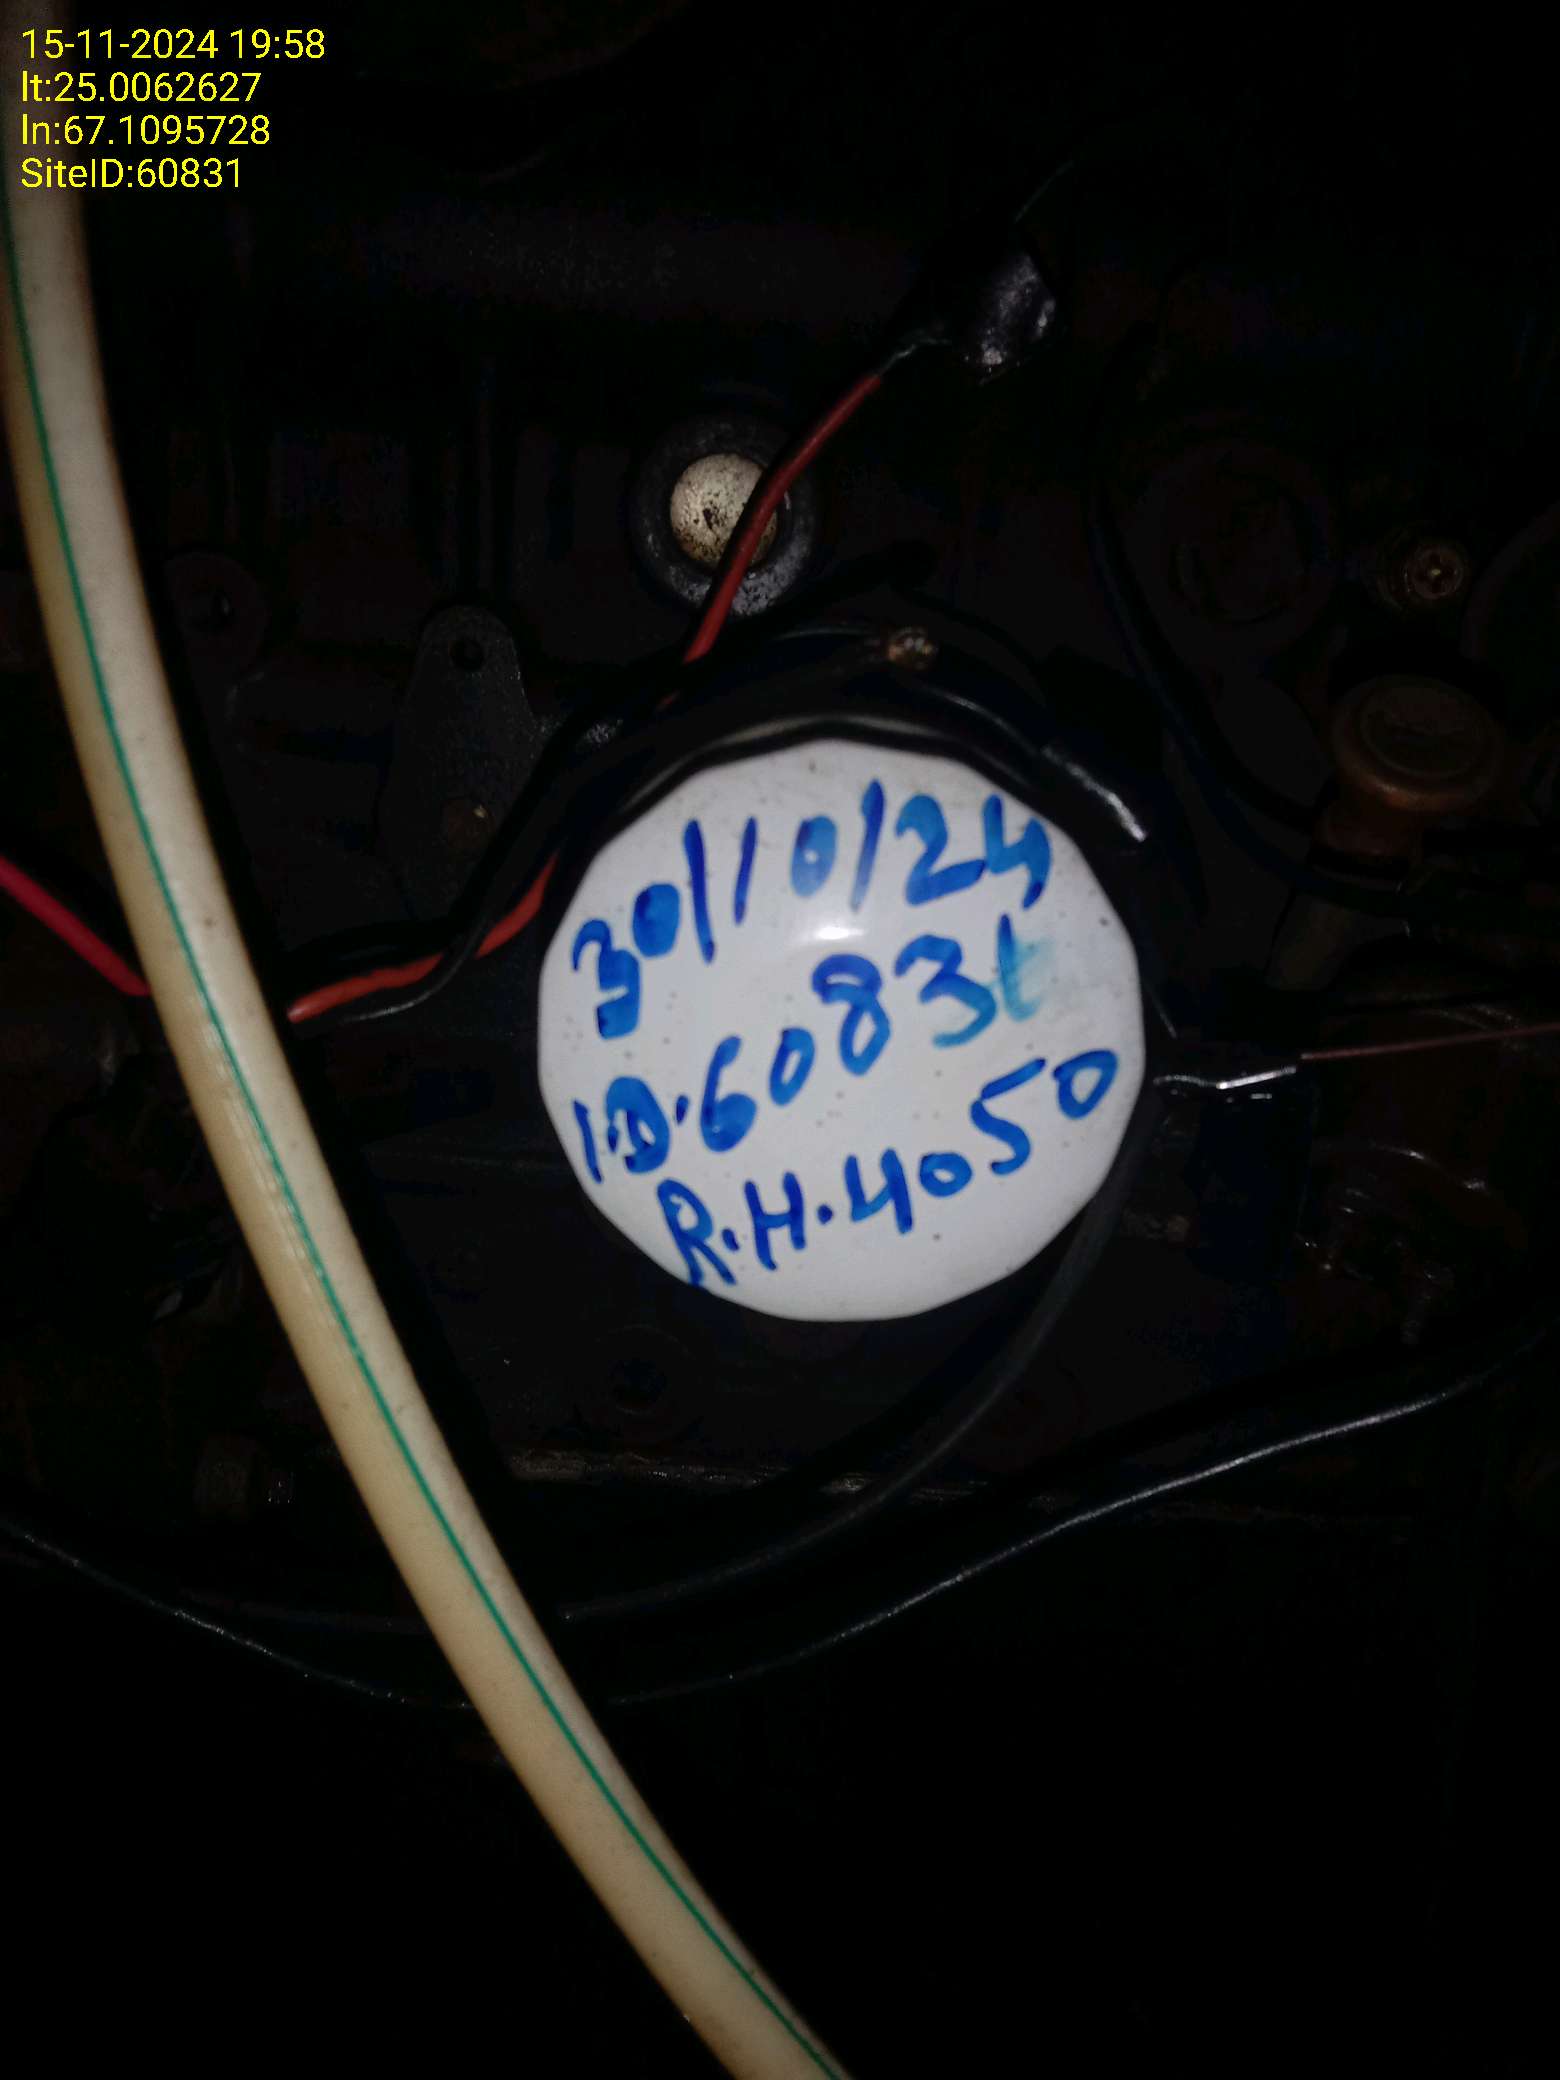 15-11-2024 19:58
lt:25.0062627
ln:67.1095728
SiteID:60831
30/10/24
I.D.60831
R.H.4050